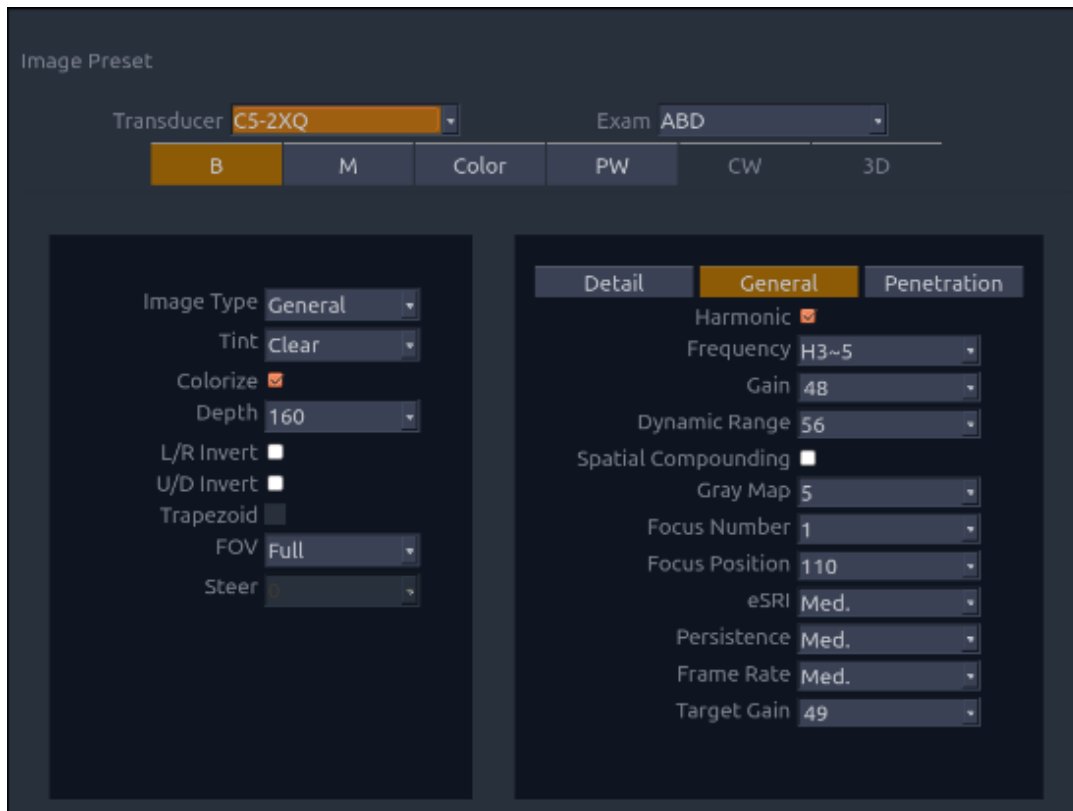 Image Preset
Transducer C5-2XQ Exam ABD
B M Color PW CW 3D
Image Type General
Tint Clear
Colorize
Depth 160
L/R Invert
U/D Invert
Trapezoid
FOV Full
Steer 0
Detail General Penetration
Harmonic
Frequency H3~5
Gain 48
Dynamic Range 56
Spatial Compounding
Gray Map 5
Focus Number 1
Focus Position 110
eSRI Med.
Persistence Med.
Frame Rate Med.
Target Gain 49